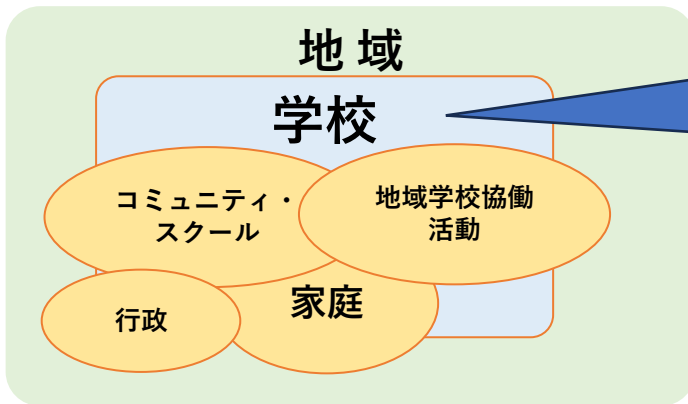 地 域
学校
コミュニティ・
スクール
地域学校協働
活動
家庭
行政